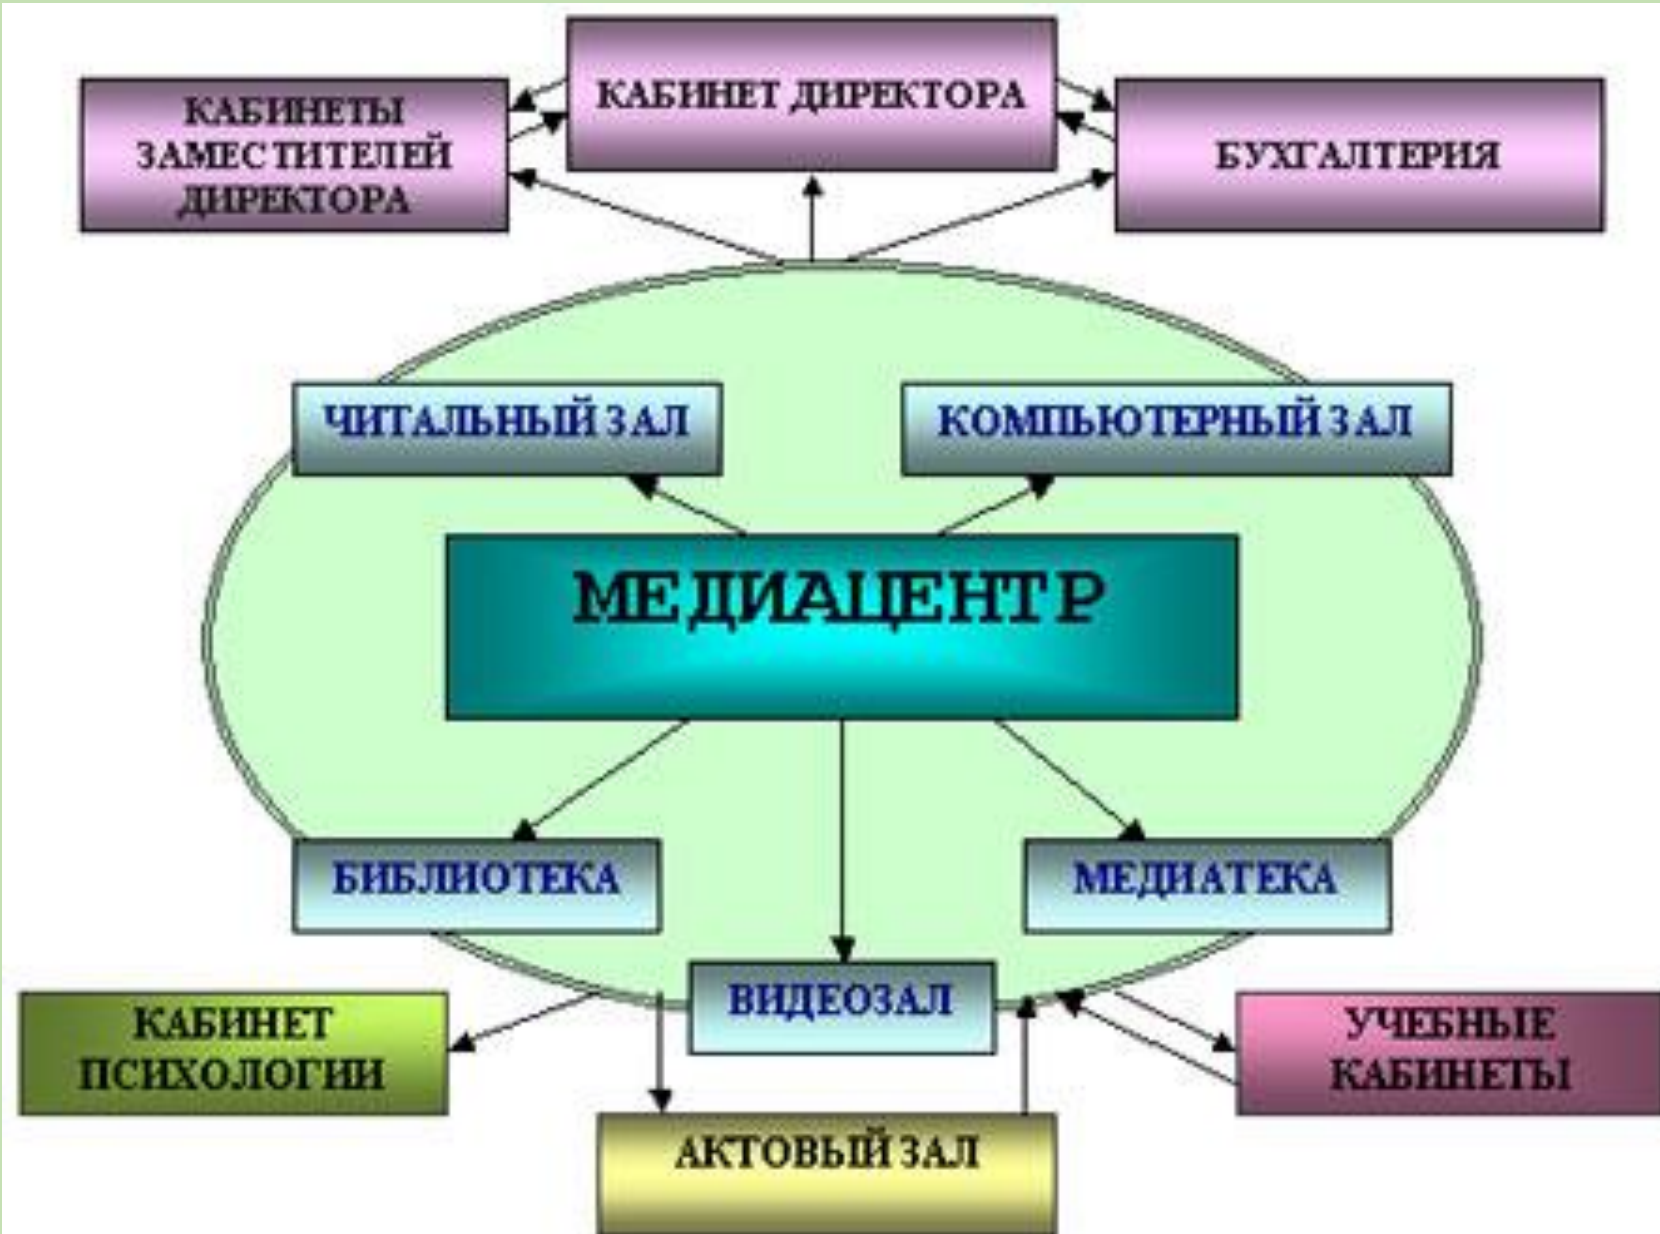 КАБИНЕТ ДИРЕКТОРА
КАБИНЕТЫ
ЗАМЕСТИТЕЛЕЙ
ДИРЕКТОРА
БУХГАЛТЕРИЯ
ЧИТАЛЬНЫЙ ЗАЛ
КОМПЬЮТЕРНЫЙ ЗАЛ
МЕДИАЦЕНТР
БИБЛИОТЕКА
МЕДИАТЕКА
ВИДЕОЗАЛ
КАБИНЕТ
ПСИХОЛОГИИ
УЧЕБНЫЕ
КАБИНЕТЫ
АКТОВЫЙ ЗАЛ